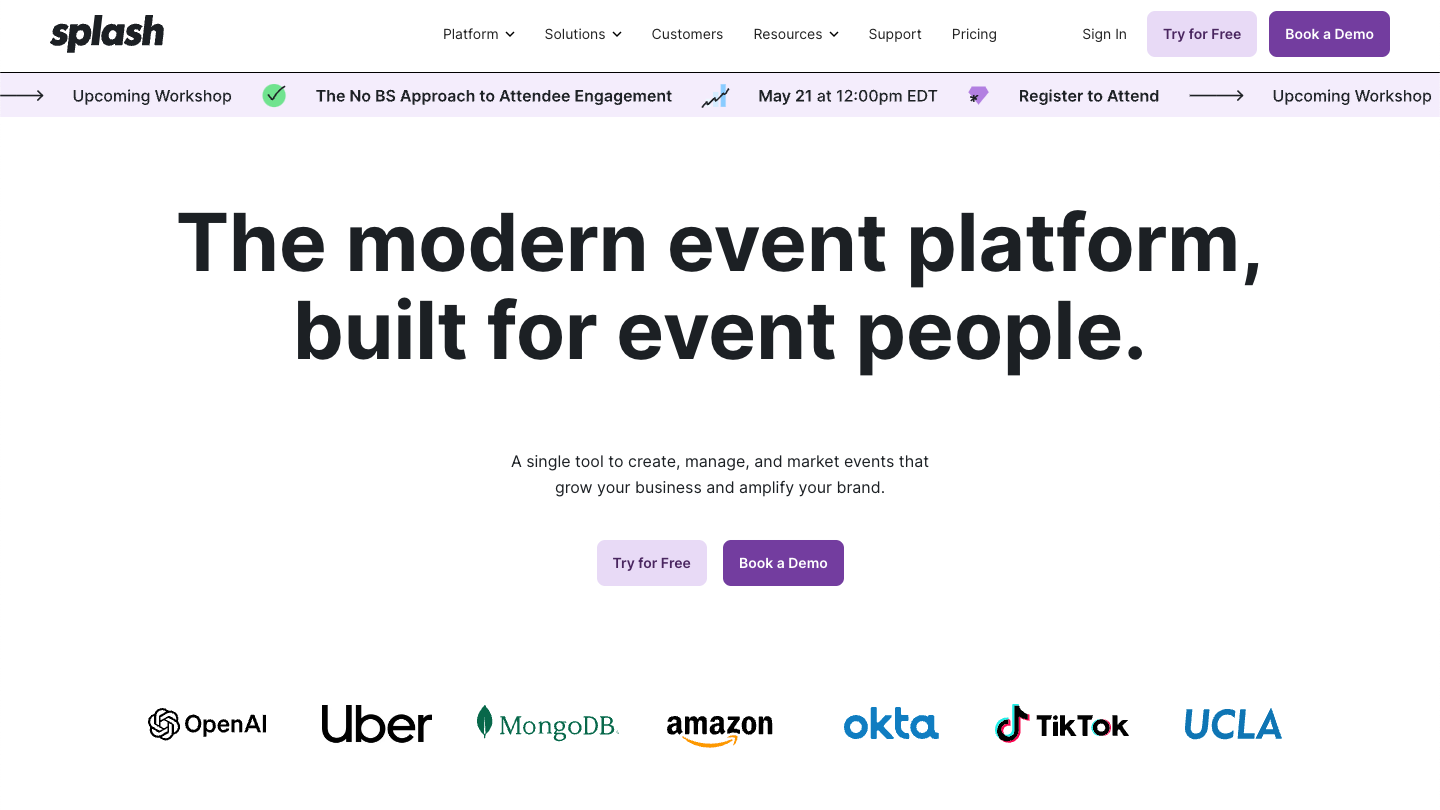 splash
Platform Solutions Customers Resources Support Pricing Sign In Try for Free Book a Demo
Upcoming Workshop The No BS Approach to Attendee Engagement May 21 at 12:00pm EDT Register to Attend Upcoming Workshop
The modern event platform,
built for event people.
A single tool to create, manage, and market events that
grow your business and amplify your brand.
Try for Free Book a Demo
OpenAI Uber MongoDB. amazon okta TikTok UCLA